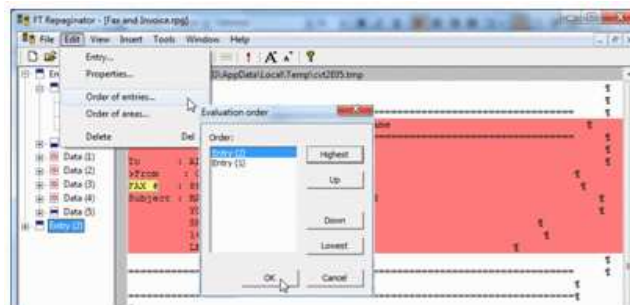 FT Repaginator - [Fax and Invoice.rpg]
File Edit View Insert Tools Window Help
Entry...
Properties...
Order of entries...
Order of areas...
Delete Del
\AppData\Local\Temp\cvt2E05.tmp
Evaluation order
Order:
Entry (2)
Entry (1)
Highest
Up
Down
Lowest
OK
Cancel
Data (1)
Data (2)
Data (3)
Data (4)
Data (5)
Entry (2)
To :
>From :
FAX # :
Subject :